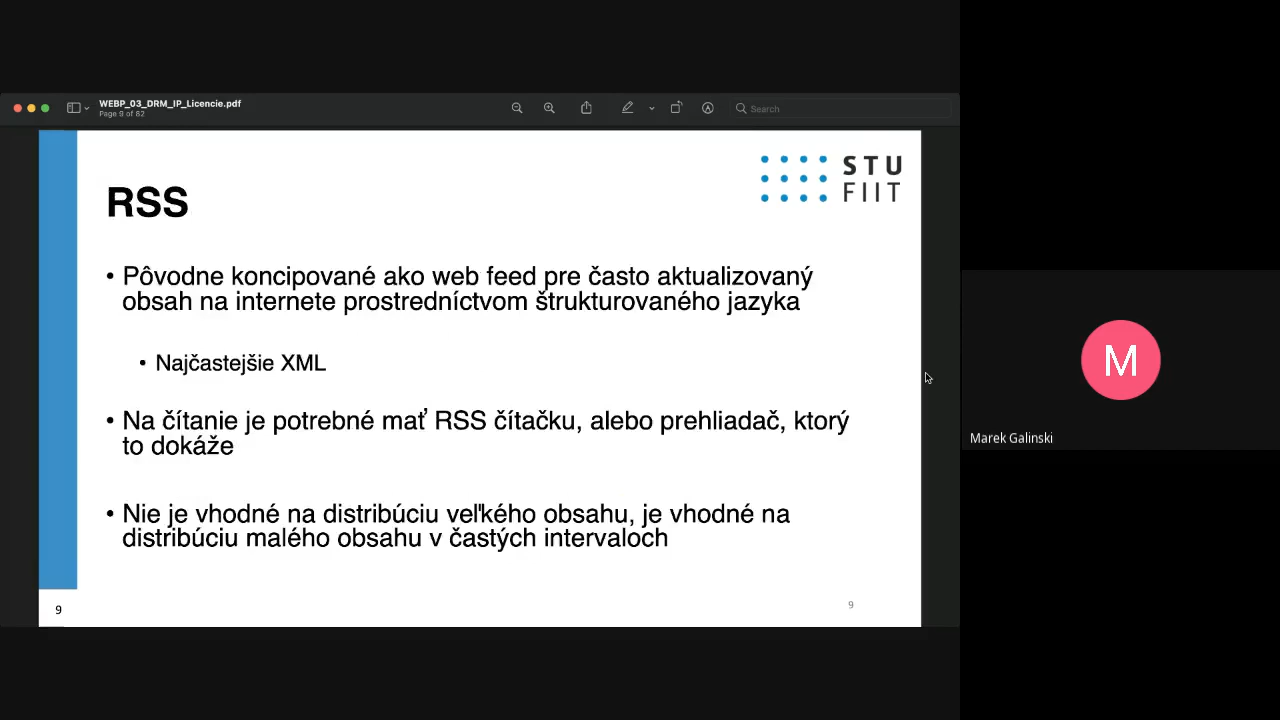 WEBP_03_DRM_IP_Licencie.pdf
Page 9 of 82
Search
STU
FIIT
RSS
• Pôvodne koncipované ako web feed pre často aktualizovaný
obsah na internete prostredníctvom štrukturovaného jazyka
• Najčastejšie XML
• Na čítanie je potrebné mať RSS čítačku, alebo prehliadač, ktorý
to dokáže
• Nie je vhodné na distribúciu veľkého obsahu, je vhodné na
distribúciu malého obsahu v častých intervaloch
9
9
M
Marek Galinski